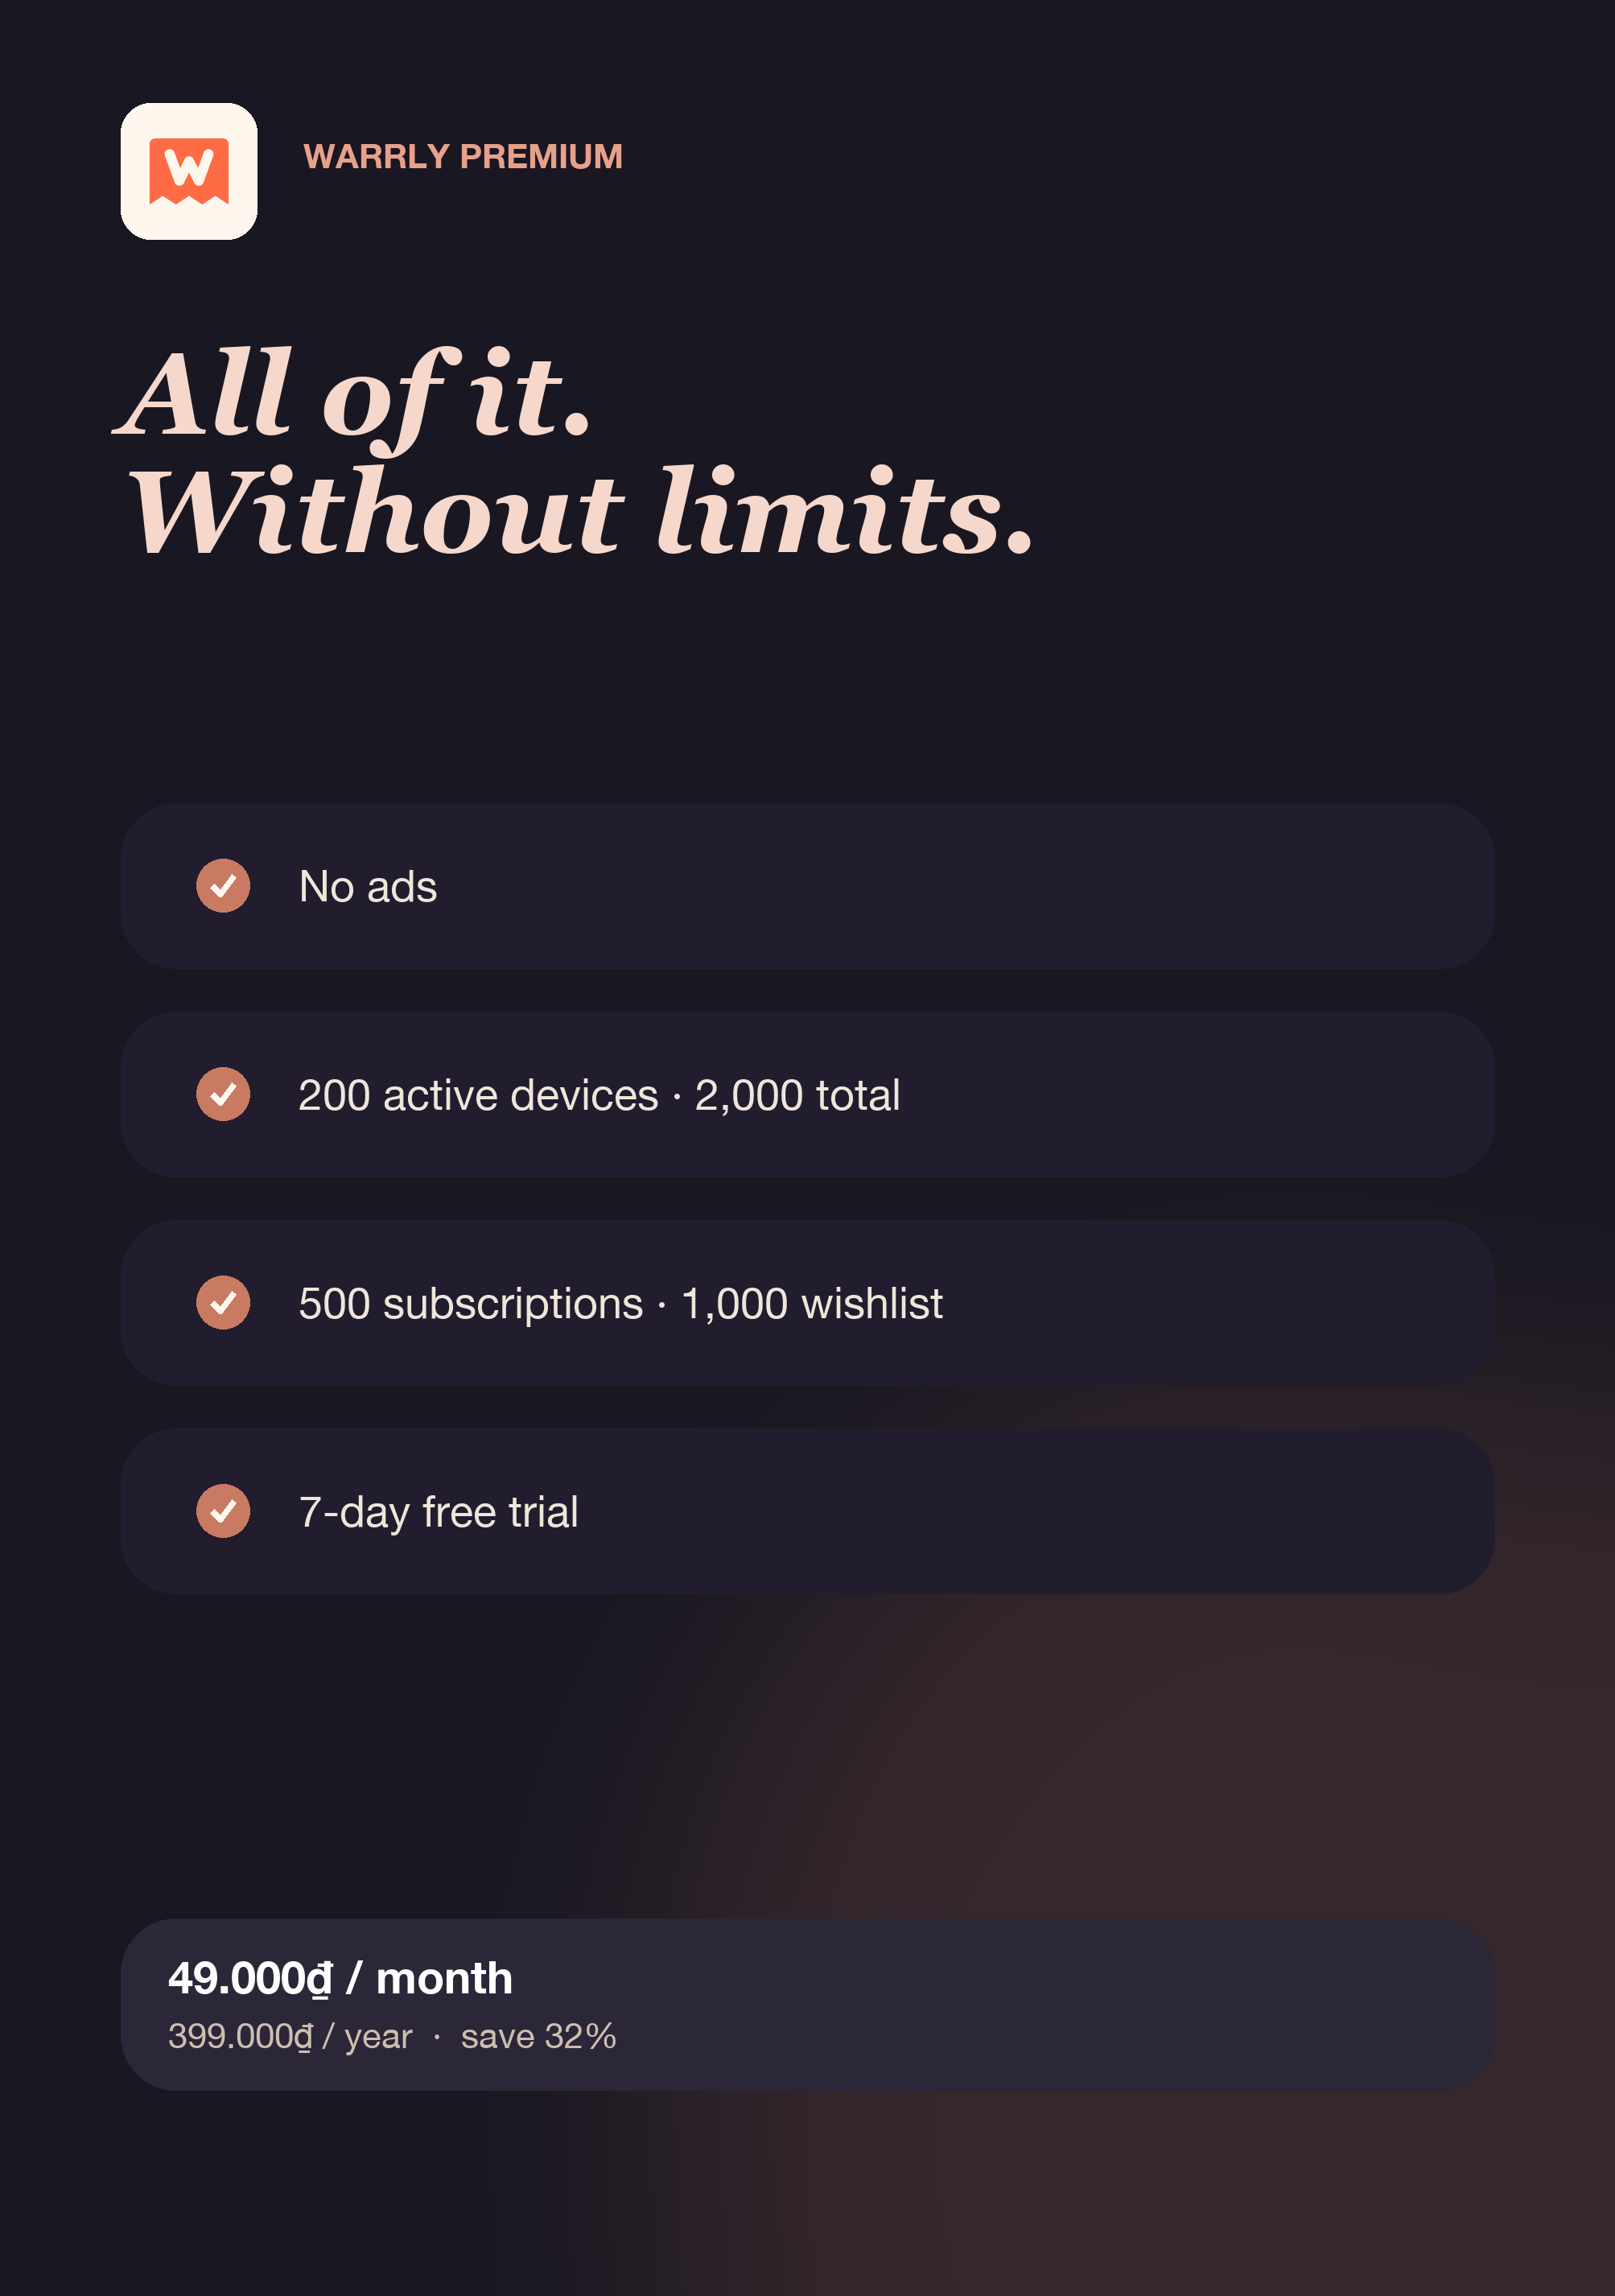 W
WARRLY PREMIUM
All of it.
Without limits.
No ads
200 active devices · 2,000 total
500 subscriptions · 1,000 wishlist
7-day free trial
49.000₫ / month
399.000₫ / year · save 32%